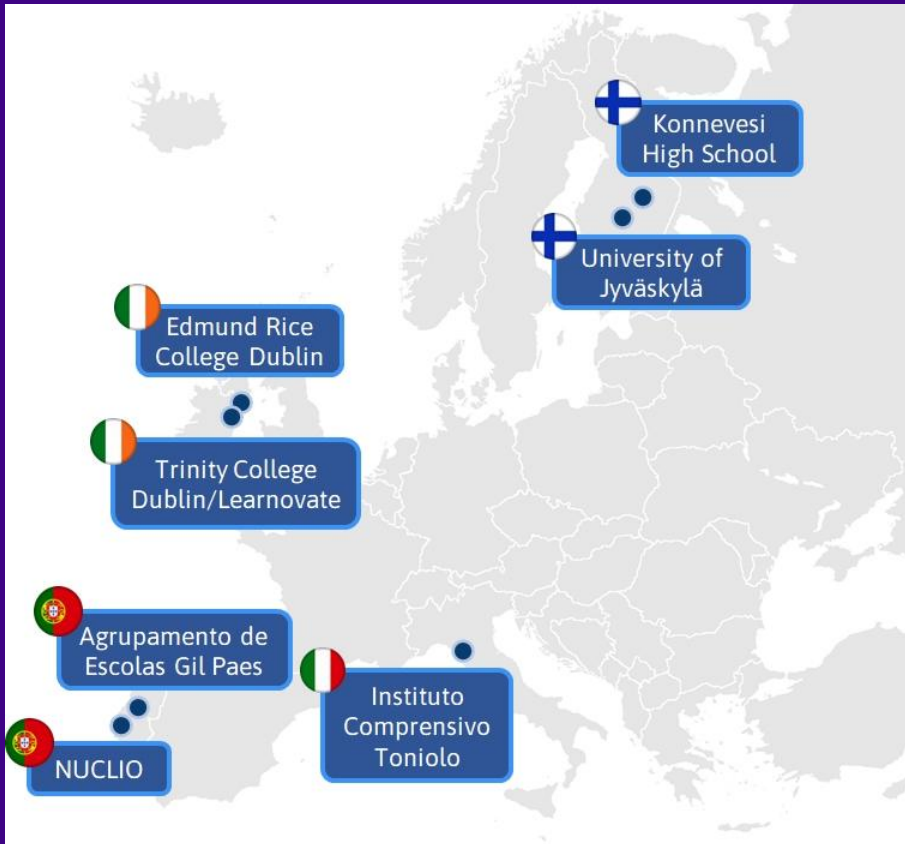 Konnevesi
High School
University of
Jyväskylä
Edmund Rice
College Dublin
Trinity College
Dublin/Learnovate
Agrupamento de
Escolas Gil Paes
Instituto
Comprensivo
Toniolo
NUCLIO